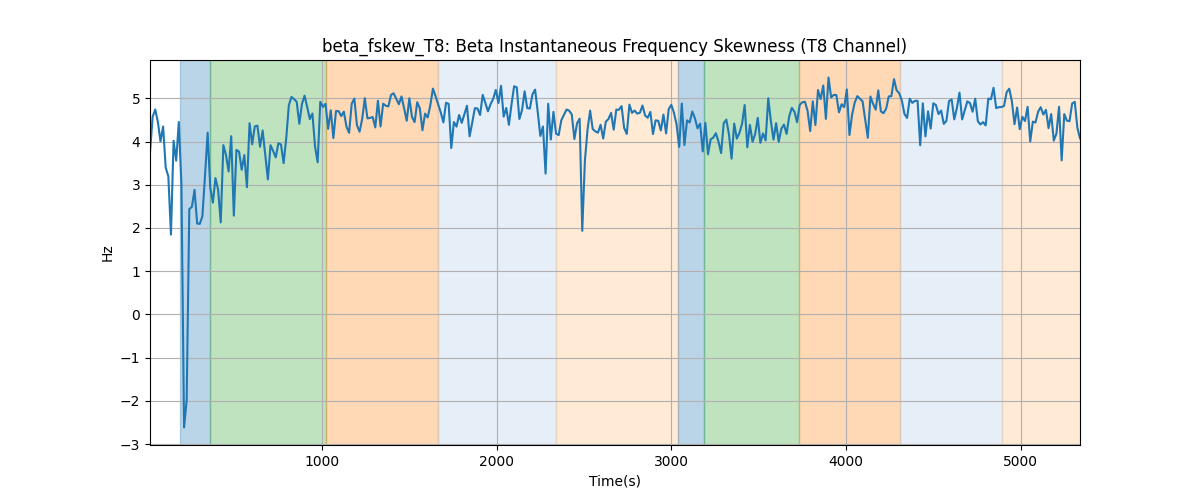 beta_fskew_T8: Beta Instantaneous Frequency Skewness (T8 Channel)
5
4
3
2
1
0
−1
−2
−3
Hz
1000 2000 3000 4000 5000
Time(s)